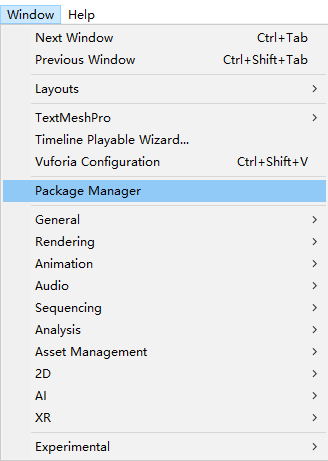 Window Help
Next Window Ctrl+Tab
Previous Window Ctrl+Shift+Tab
Layouts
TextMeshPro
Timeline Playable Wizard...
Vuforia Configuration Ctrl+Shift+V
Package Manager
General
Rendering
Animation
Audio
Sequencing
Analysis
Asset Management
2D
AI
XR
Experimental